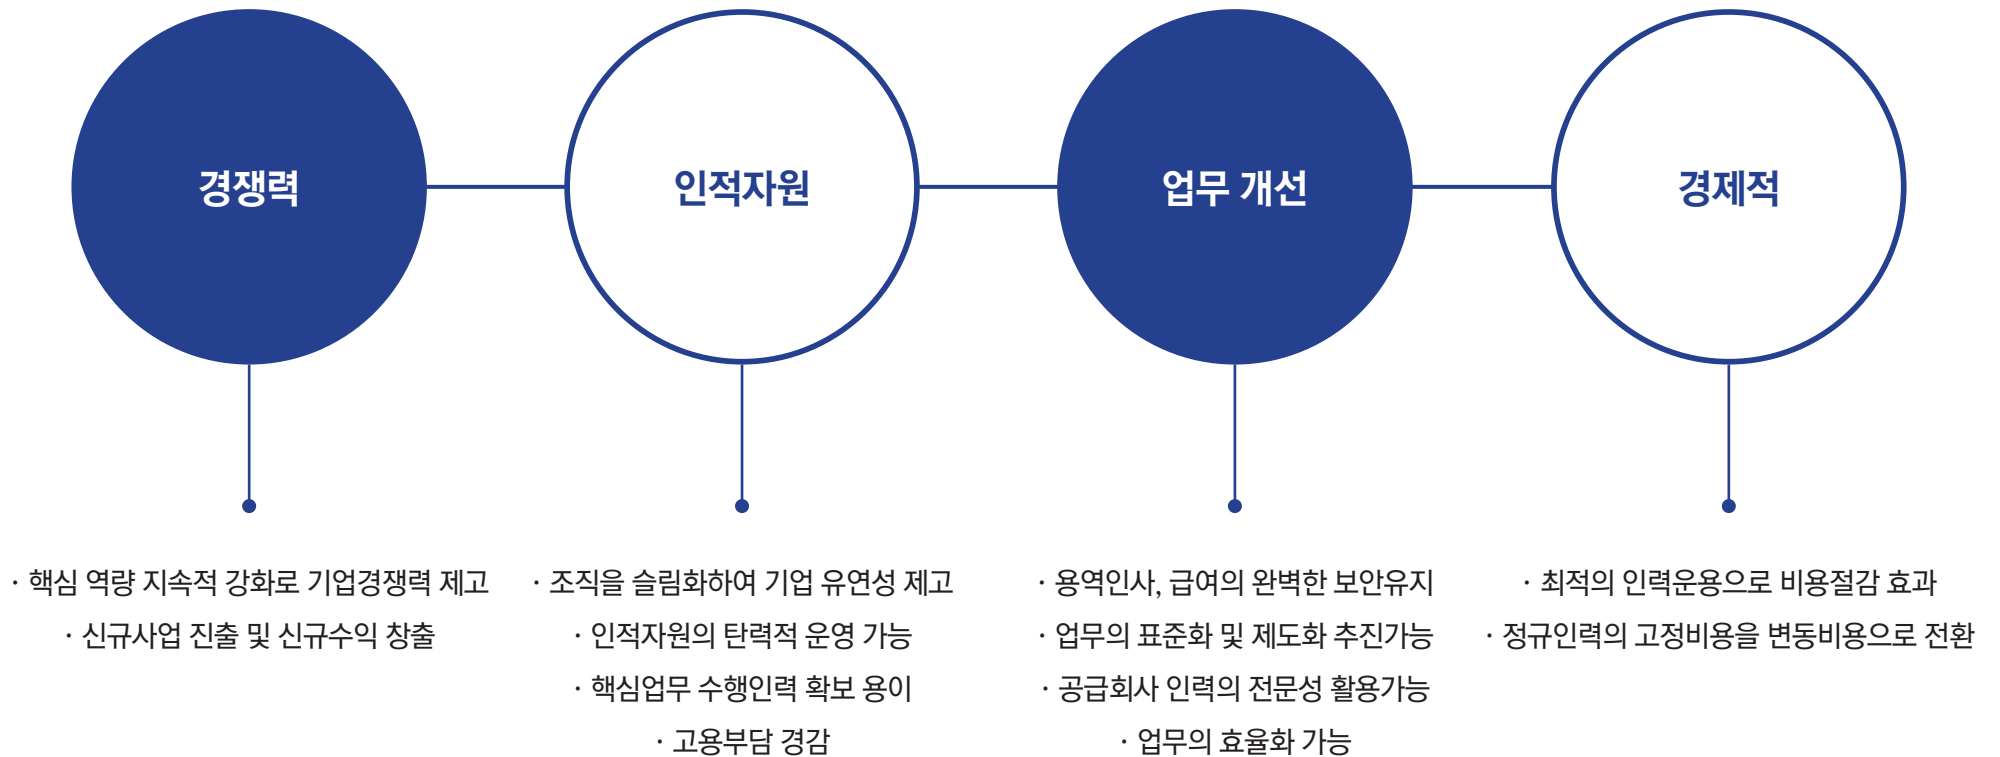 경쟁력
인적자원
업무 개선
경제적
· 핵심 역량 지속적 강화로 기업경쟁력 제고
· 신규사업 진출 및 신규수익 창출
· 조직을 슬림화하여 기업 유연성 제고
· 인적자원의 탄력적 운영 가능
· 핵심업무 수행인력 확보 용이
· 고용부담 경감
· 용역인사, 급여의 완벽한 보안유지
· 업무의 표준화 및 제도화 추진가능
· 공급회사 인력의 전문성 활용가능
· 업무의 효율화 가능
· 최적의 인력운용으로 비용절감 효과
· 정규인력의 고정비용을 변동비용으로 전환